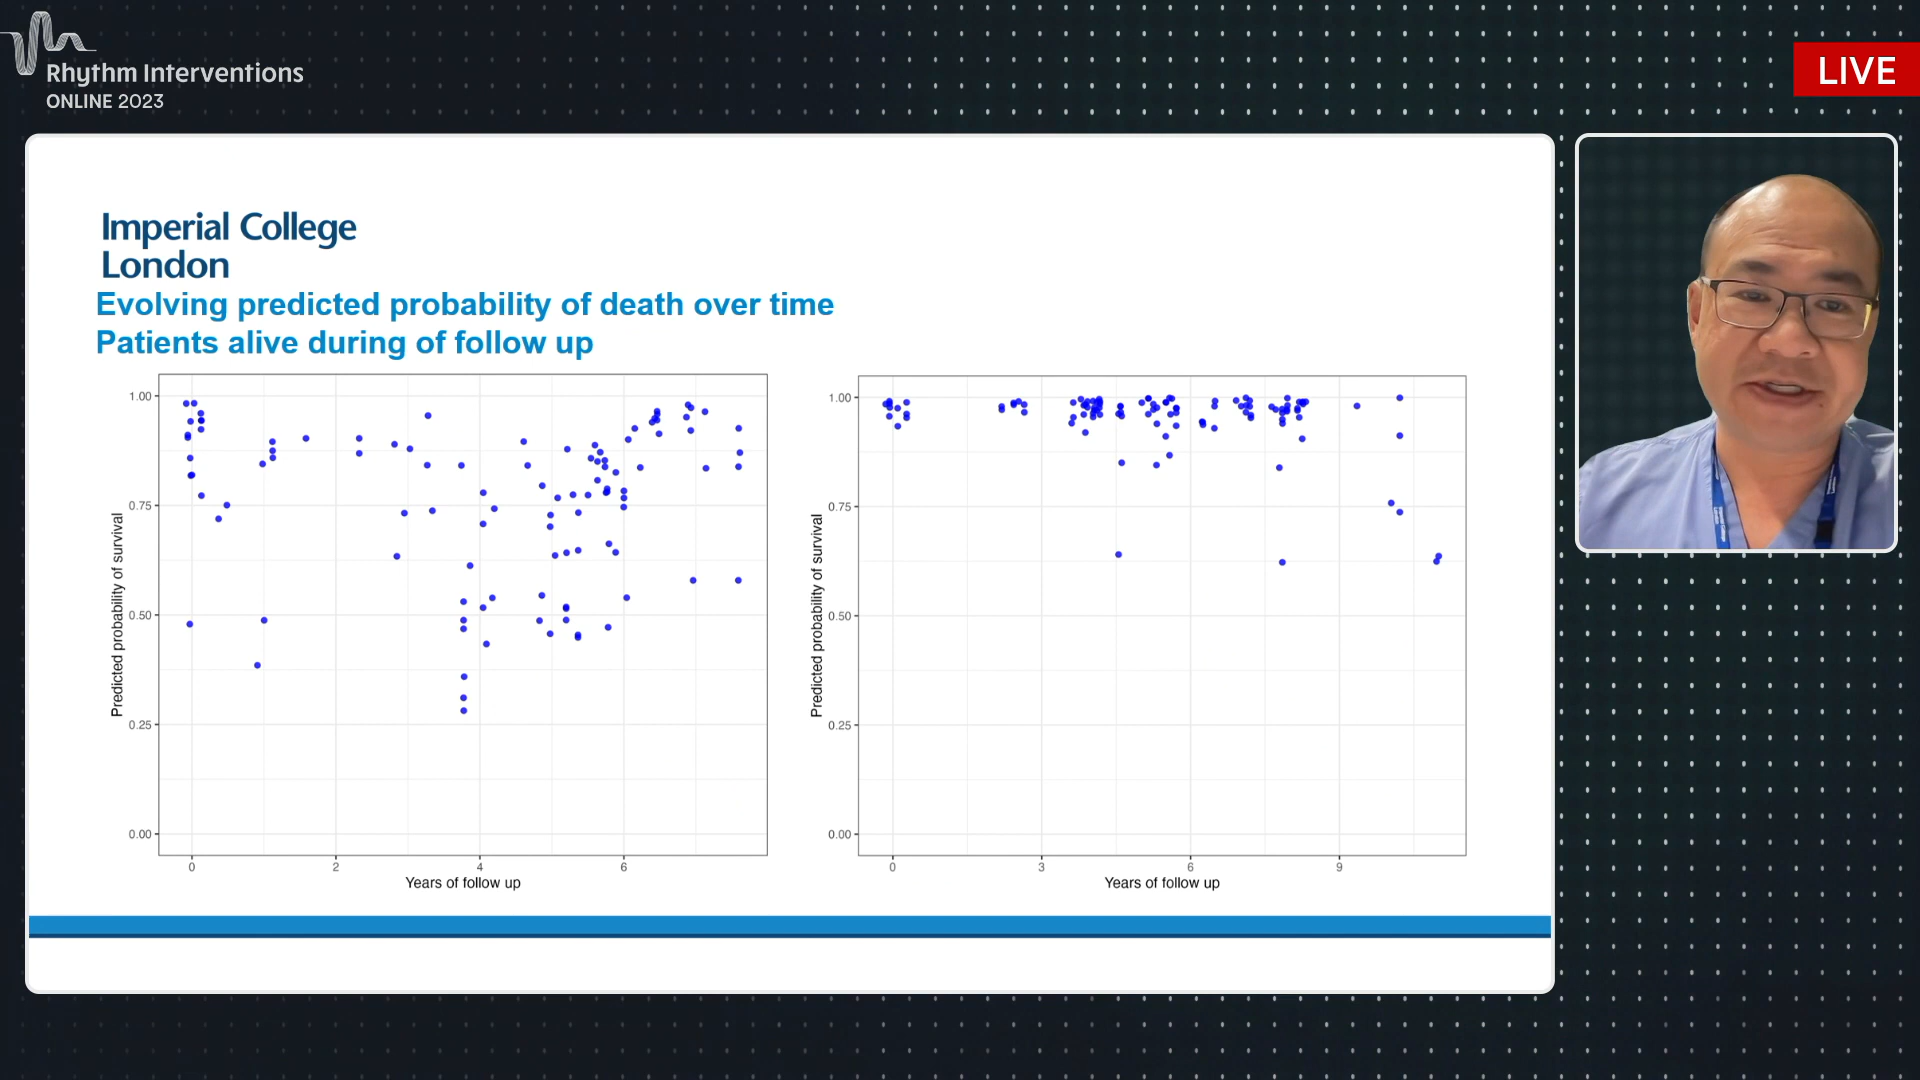 Rhythm Interventions
ONLINE 2023
LIVE
Imperial College
London
Evolving predicted probability of death over time
Patients alive during of follow up
Predicted probability of survival
1.00
0.75
0.50
0.25
0.00
0 2 4 6
Years of follow up
Predicted probability of survival
1.00
0.75
0.50
0.25
0.00
0 3 6 9
Years of follow up